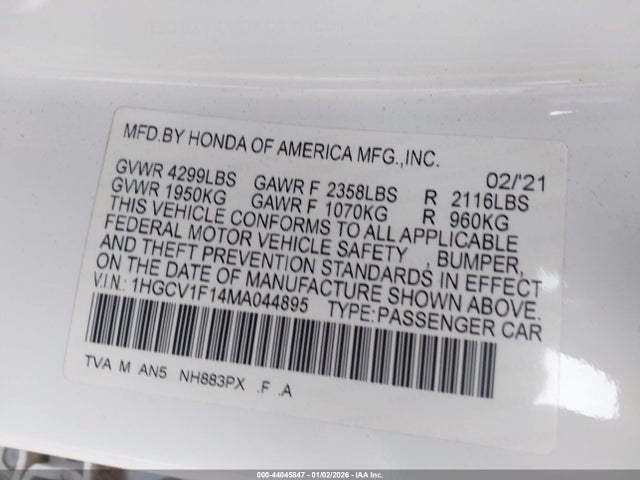 MFD.BY HONDA OF AMERICA MFG.,INC.
02/'21
GVWR 4299LBS GAWR F 2358LBS R 2116LBS
GVWR 1950KG GAWR F 1070KG R 960KG
THIS VEHICLE CONFORMS TO ALL APPLICABLE
FEDERAL MOTOR VEHICLE SAFETY , BUMPER,
AND THEFT PREVENTION STANDARDS IN EFFECT
ON THE DATE OF MANUFACTURE SHOWN ABOVE.
V.I.N.: 1HGCV1F14MA044895 TYPE:PASSENGER CAR
TVA M AN5 NH883PX .F .A
000-44045847 - 01/02/2026 - IAA Inc.